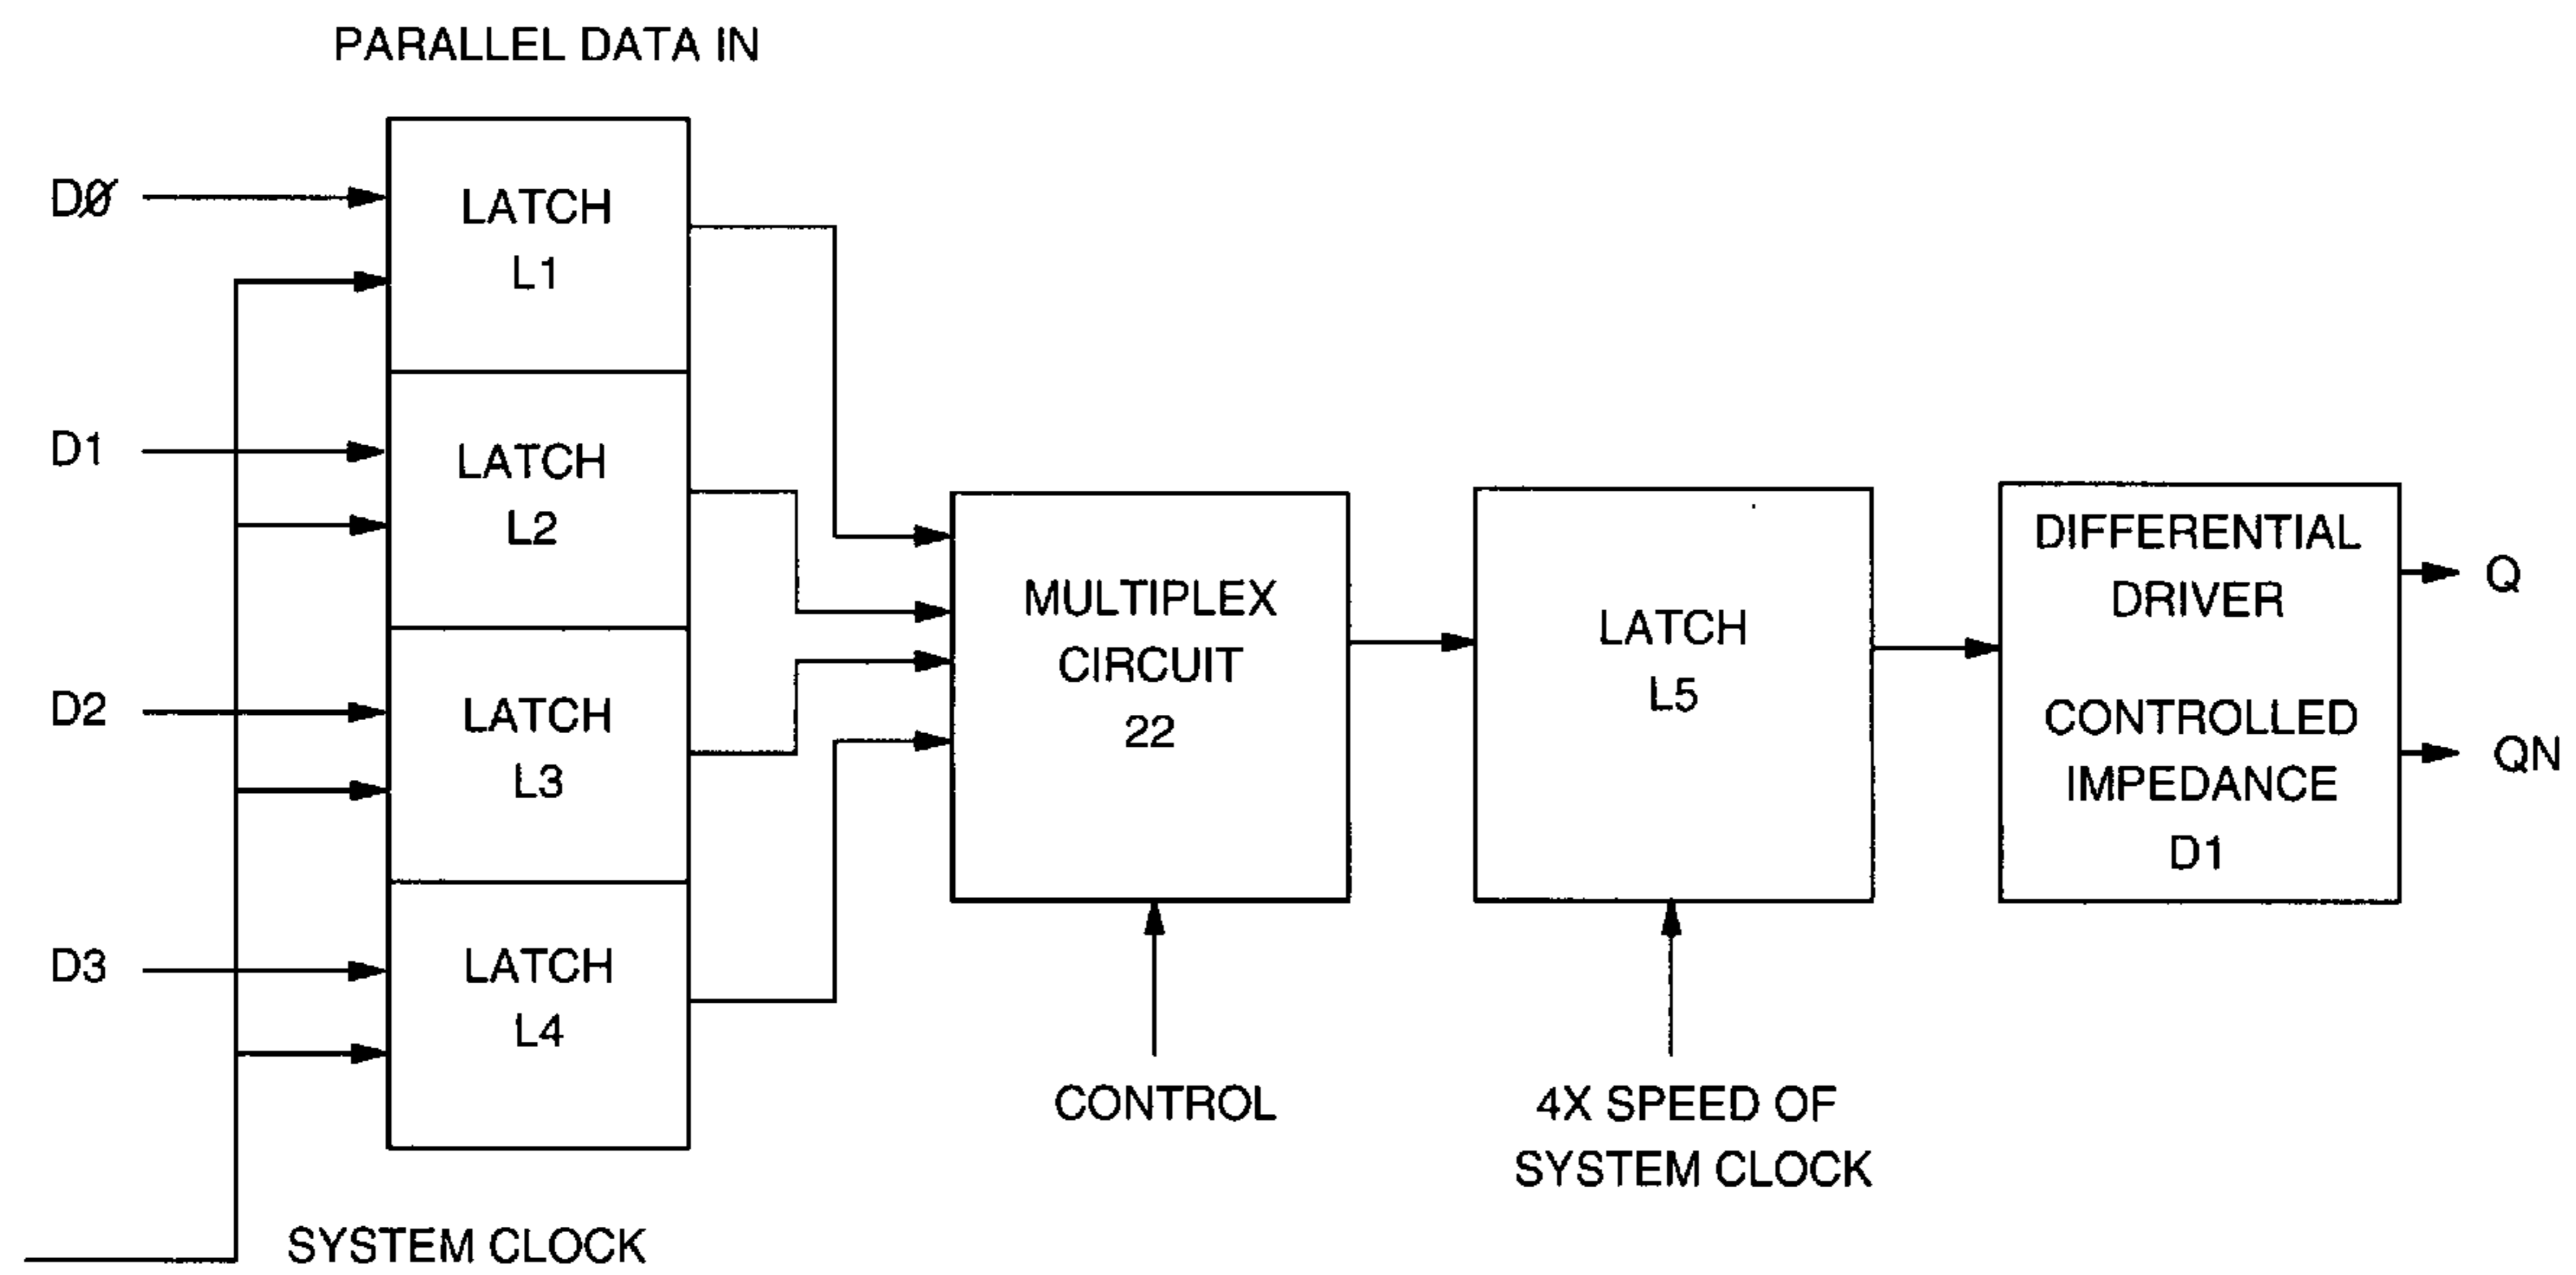 PARALLEL DATA IN
DØ
LATCH
L1
D1
LATCH
L2
D2
LATCH
L3
D3
LATCH
L4
SYSTEM CLOCK
MULTIPLEX
CIRCUIT
22
CONTROL
LATCH
L5
4X SPEED OF
SYSTEM CLOCK
DIFFERENTIAL
DRIVER
CONTROLLED
IMPEDANCE
D1
Q
QN